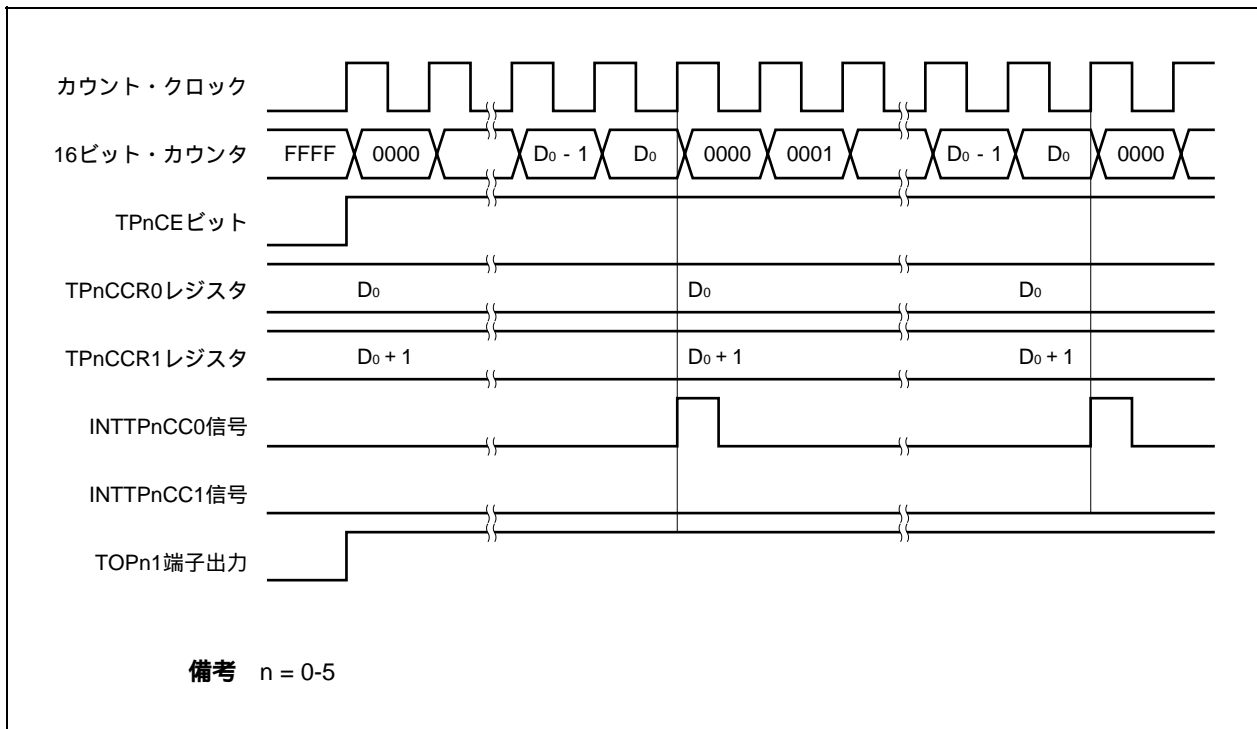 カウント・クロック
16ビット・カウンタ FFFF 0000 D0 - 1 D0 0000 0001 D0 - 1 D0 0000
TPnCEビット
TPnCCR0レジスタ D0 D0 D0
TPnCCR1レジスタ D0 + 1 D0 + 1 D0 + 1
INTTPnCC0信号
INTTPnCC1信号
TOPn1端子出力
備考 n = 0-5